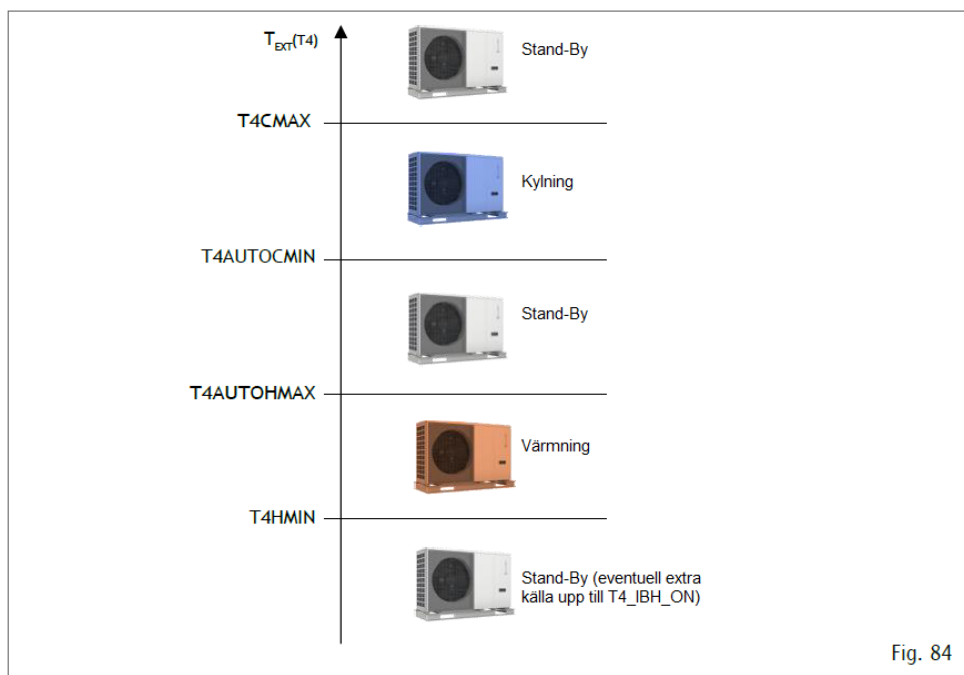 T_EXT(T4)
Stand-By
T4CMAX
Kylning
T4AUTOCMIN
Stand-By
T4AUTOHMAX
Värmning
T4HMIN
Stand-By (eventuell extra
källa upp till T4_IBH_ON)
Fig. 84